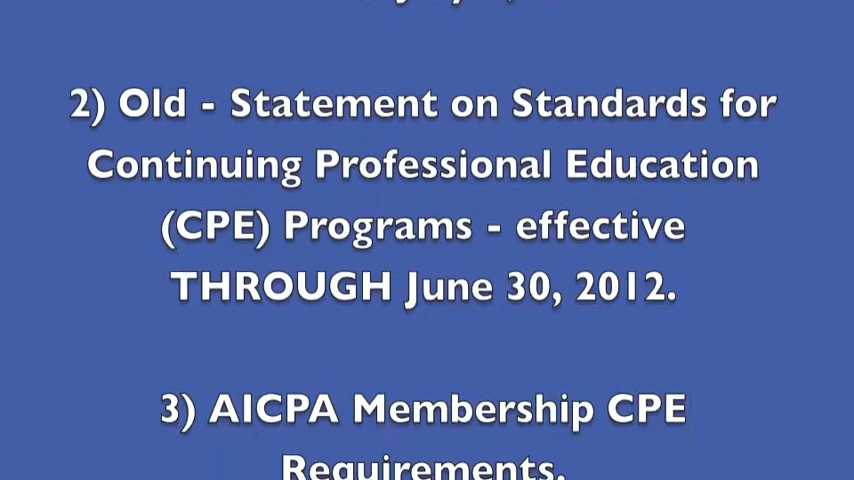 2) Old - Statement on Standards for
Continuing Professional Education
(CPE) Programs - effective
THROUGH June 30, 2012.
3) AICPA Membership CPE
Requirements.